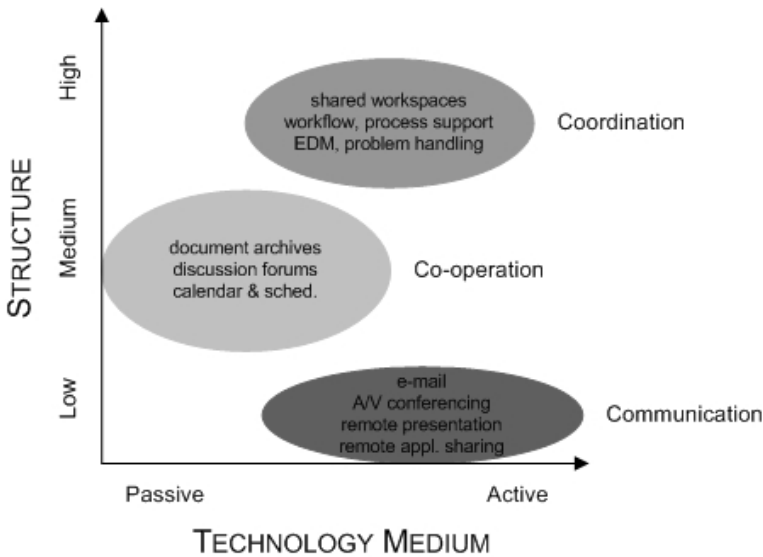 High
shared workspaces
workflow, process support
EDM, problem handling
Coordination
STRUCTURE
Medium
document archives
discussion forums
calendar & sched.
Co-operation
Low
e-mail
A/V conferencing
remote presentation
remote appl. sharing
Communication
Passive
Active
TECHNOLOGY MEDIUM